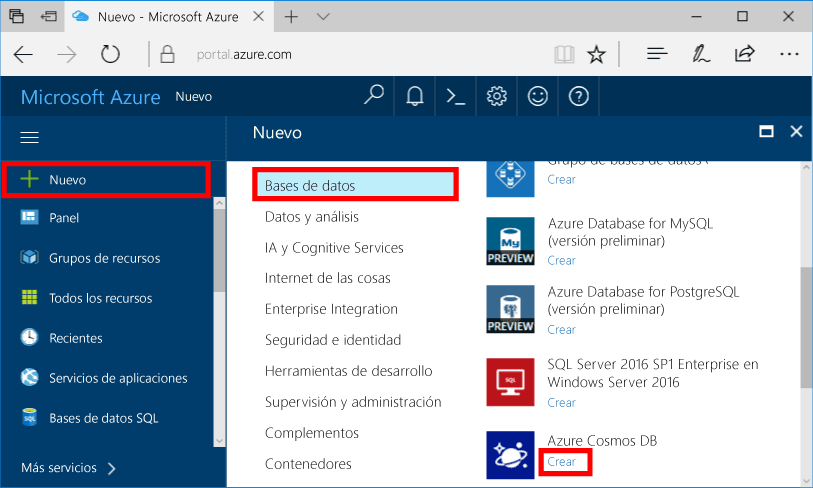 Nuevo - Microsoft Azure
portal.azure.com
Microsoft Azure Nuevo
Nuevo
Nuevo
Panel
Grupos de recursos
Todos los recursos
Recientes
Servicios de aplicaciones
SQL
Bases de datos SQL
Más servicios
Bases de datos
Datos y análisis
IA y Cognitive Services
Internet de las cosas
Enterprise Integration
Seguridad e identidad
Herramientas de desarrollo
Supervisión y administración
Complementos
Contenedores
Grupo de bases de datos
Crear
My
PREVIEW
Azure Database for MySQL
(versión preliminar)
Crear
PREVIEW
Azure Database for PostgreSQL
(versión preliminar)
Crear
SQL
SQL Server 2016 SP1 Enterprise en
Windows Server 2016
Crear
Azure Cosmos DB
Crear